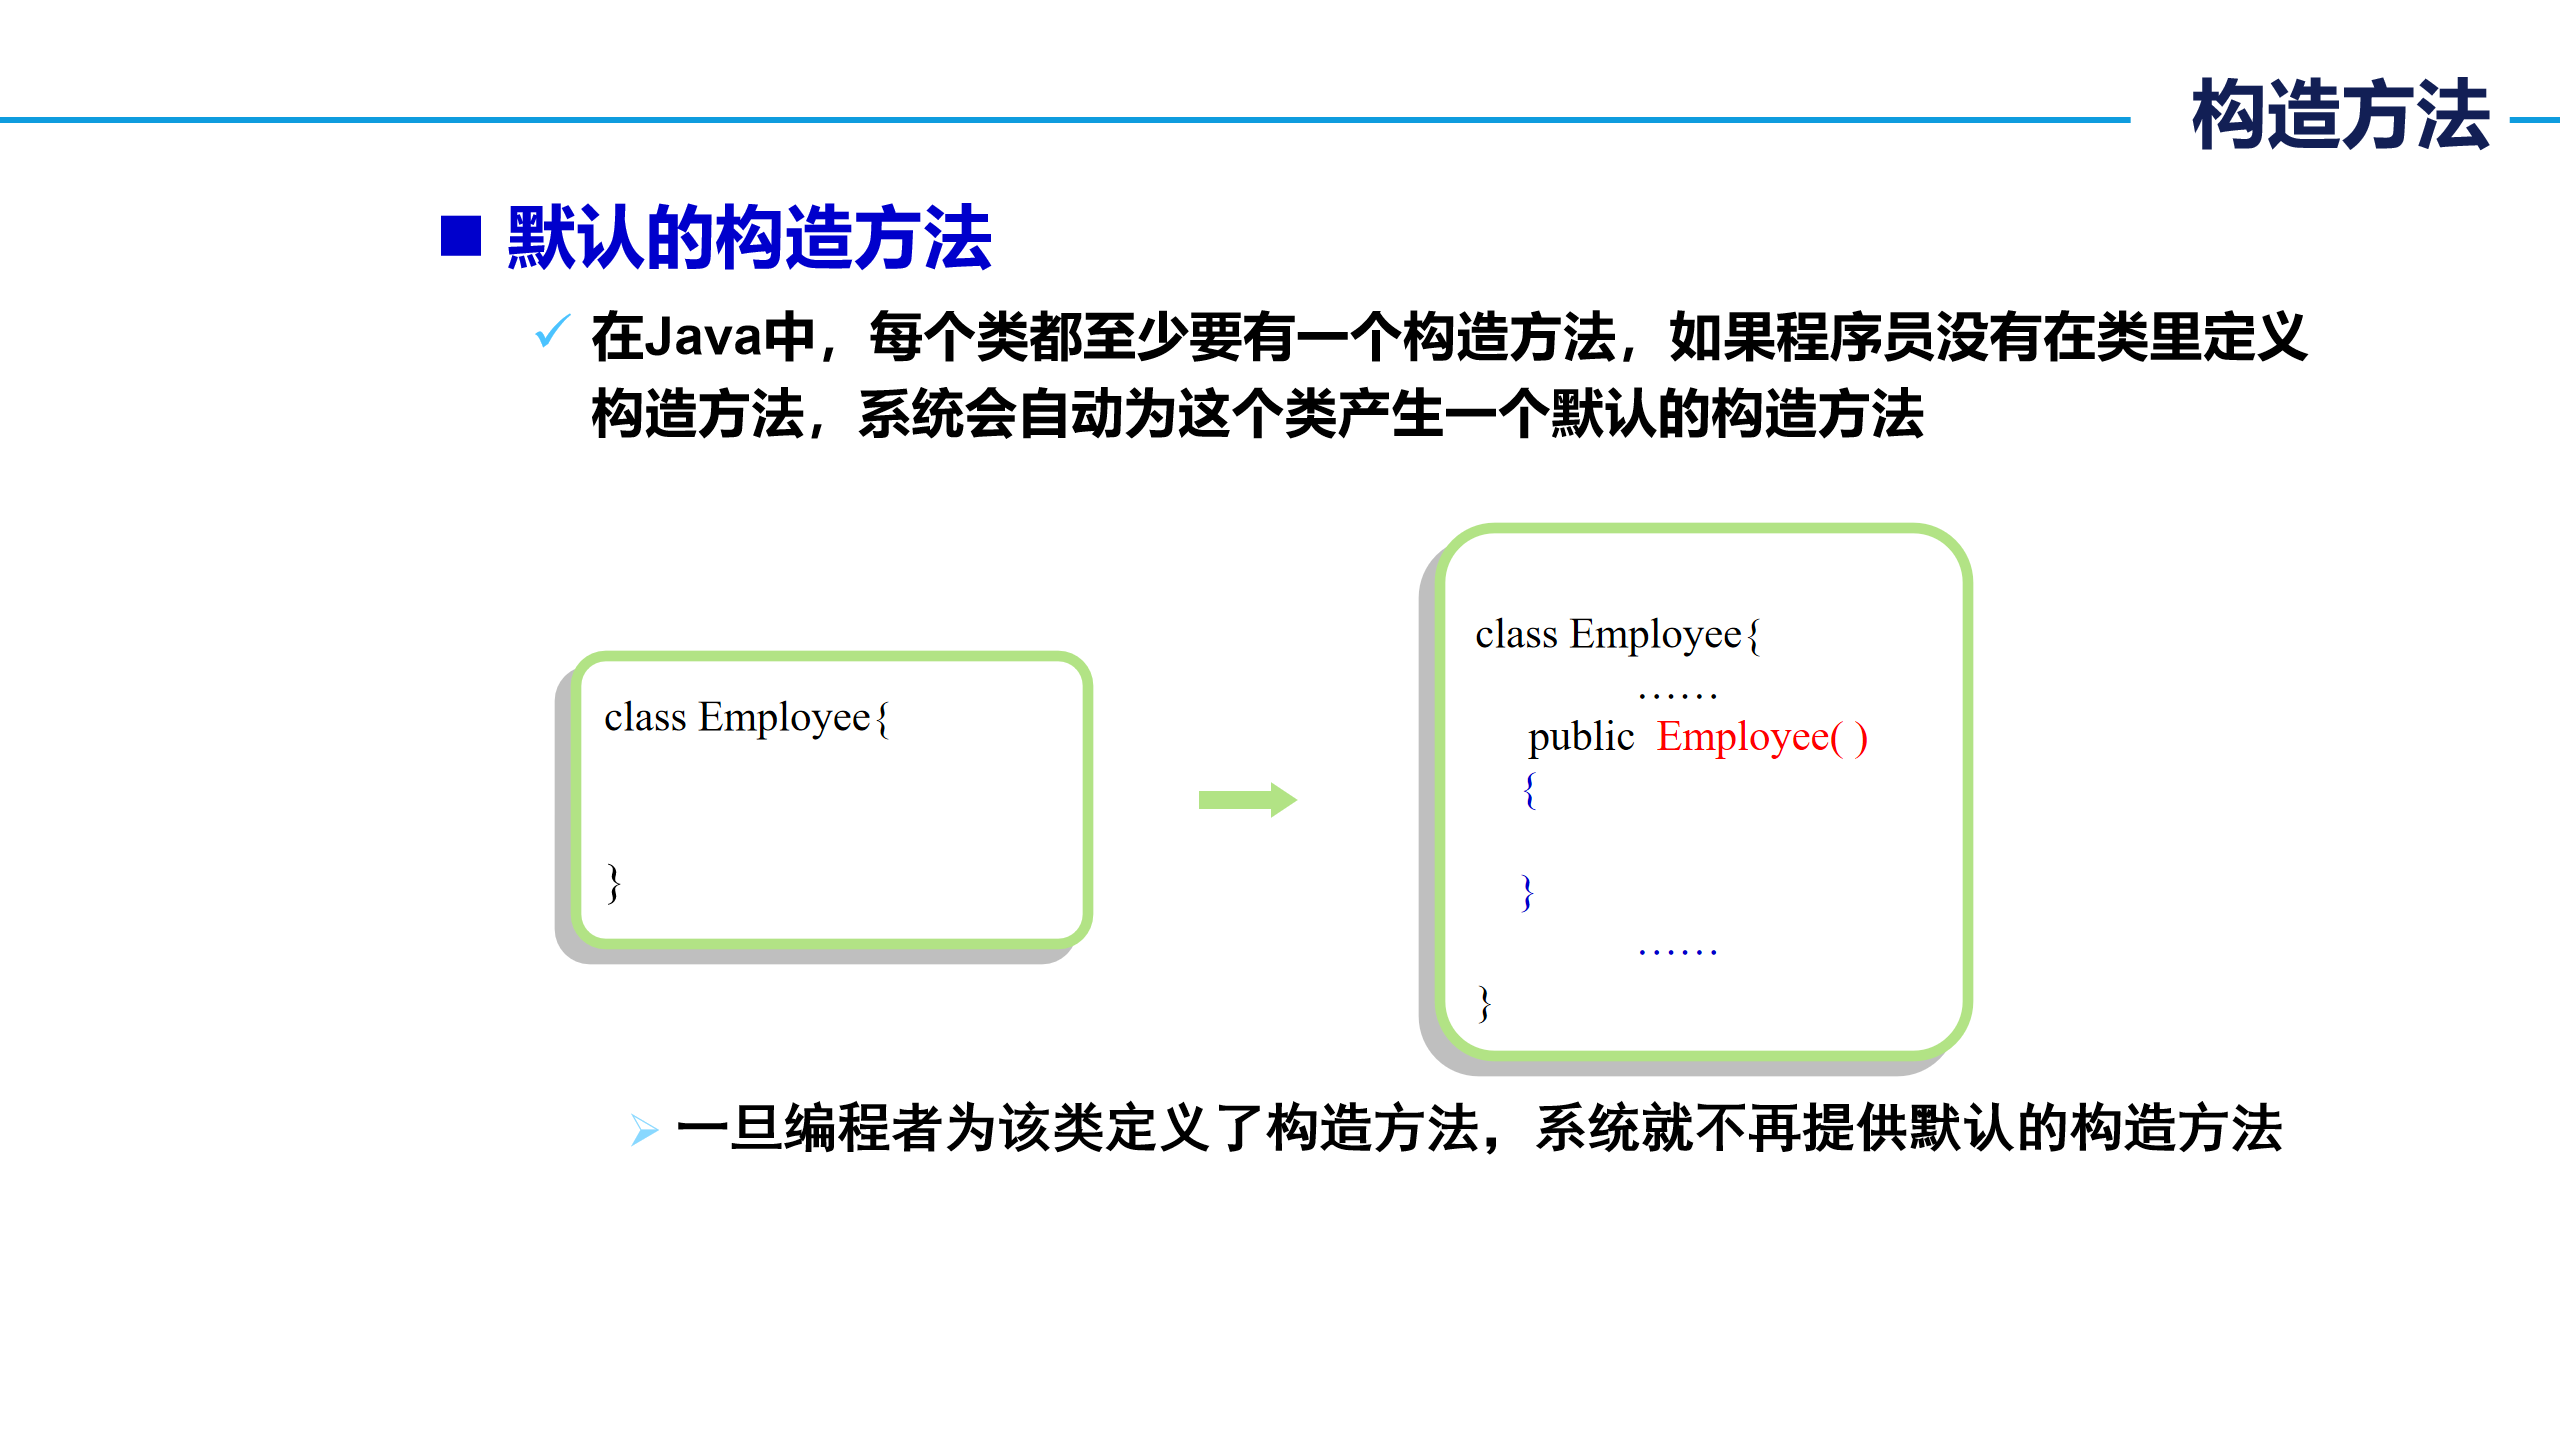 构造方法
默认的构造方法
在Java中，每个类都至少要有一个构造方法，如果程序员没有在类里定义
构造方法，系统会自动为这个类产生一个默认的构造方法
class Employee{
}
class Employee{
……
public Employee( )
{
}
……
}
一旦编程者为该类定义了构造方法，系统就不再提供默认的构造方法